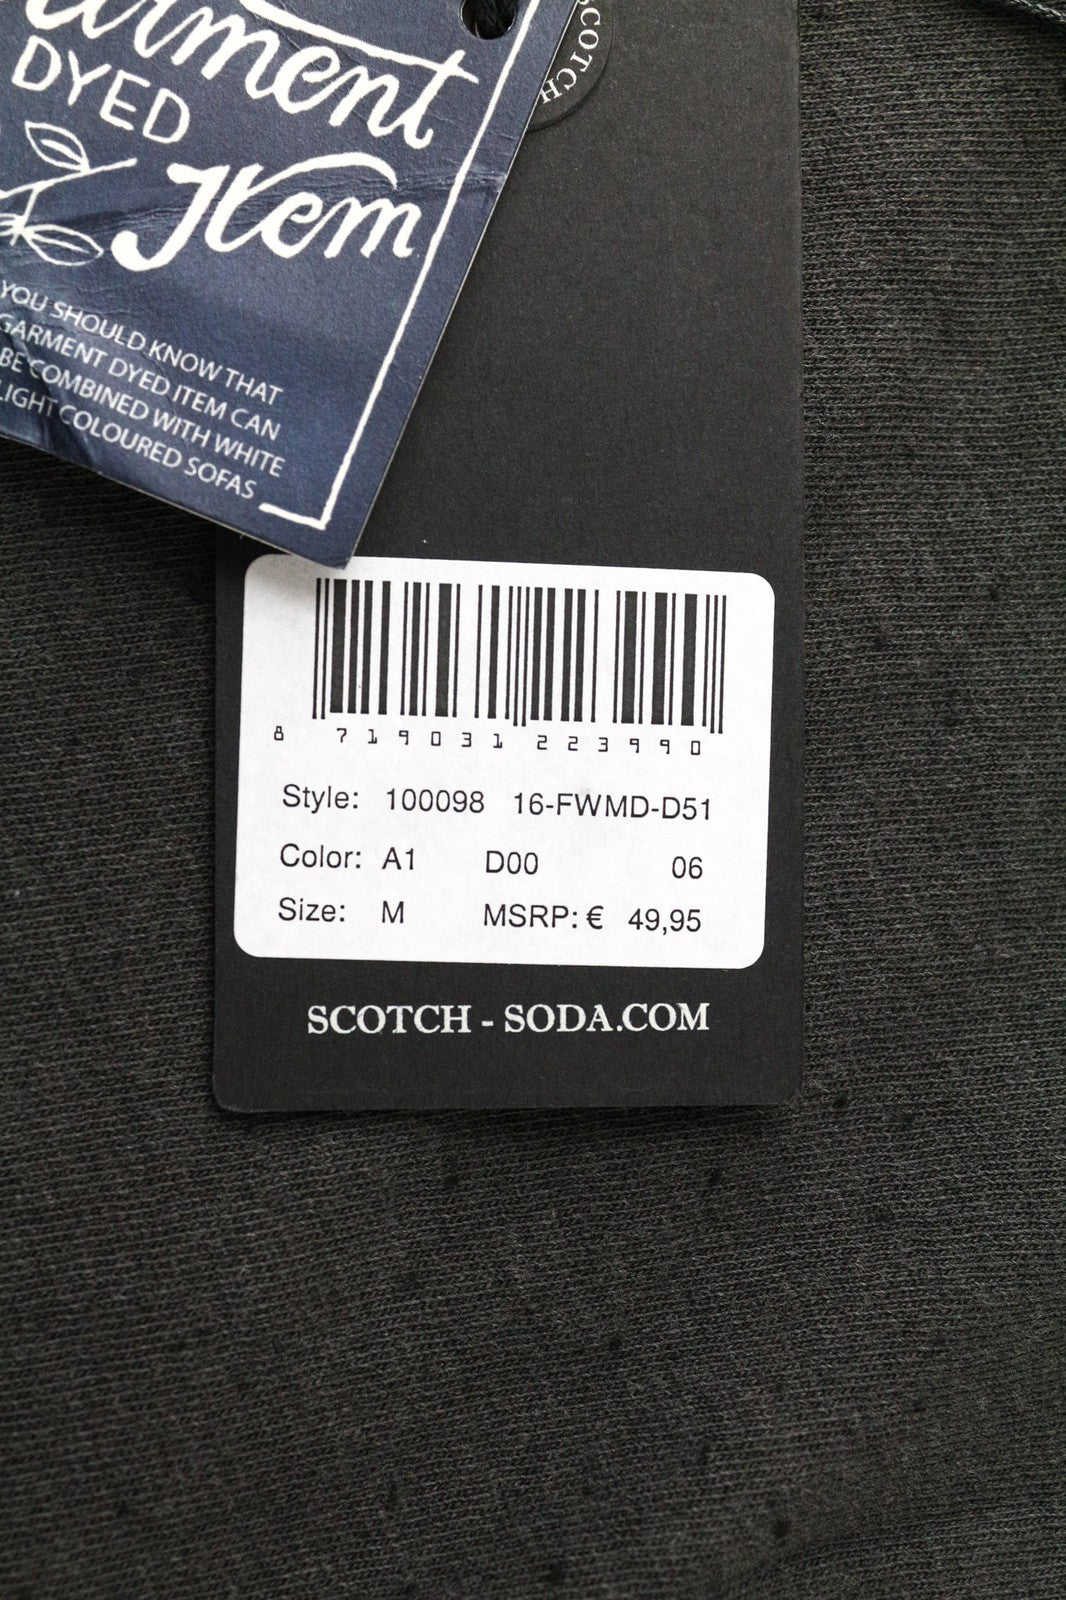 DYED
Item
YOU SHOULD KNOW THAT
GARMENT DYED ITEM CAN
BE COMBINED WITH WHITE
LIGHT COLOURED SOFAS
SCOTCH
8 719031 223990
Style: 100098 16-FWMD-D51
Color: A1 D00 06
Size: M MSRP: € 49,95
SCOTCH - SODA.COM